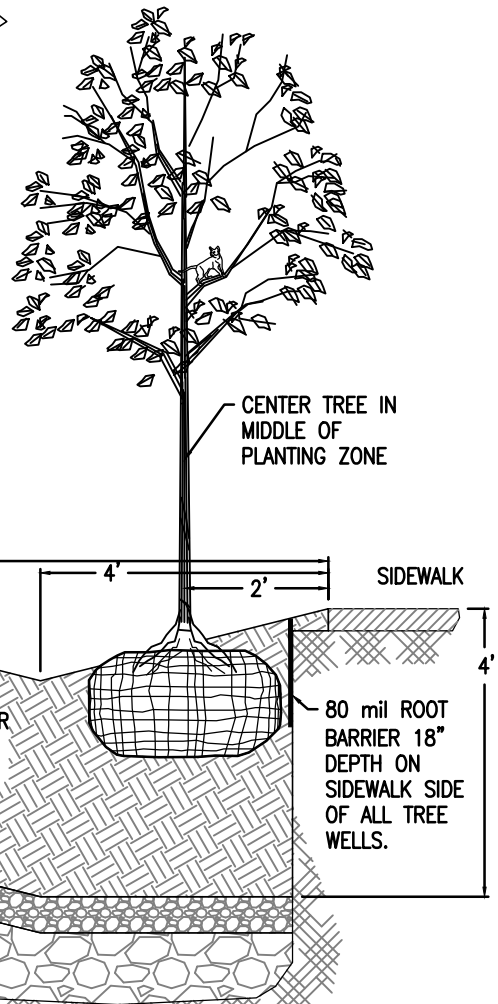 CENTER TREE IN
MIDDLE OF
PLANTING ZONE
4'
2'
SIDEWALK
4'
80 mil ROOT
BARRIER 18"
DEPTH ON
SIDEWALK SIDE
OF ALL TREE
WELLS.